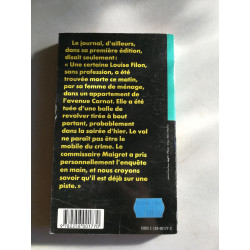 Le journal, d'ailleurs,
dans sa première édition,
disait seulement :
« Une certaine Louise Filon,
sans profession, a été
trouvée morte ce matin,
par sa femme de ménage,
dans un appartement de
l'avenue Carnot. Elle a été
tuée d'une balle de
revolver tirée à bout
portant, probablement
dans la soirée d'hier. Le vol
ne paraît pas être le
mobile du crime. Le
commissaire Maigret a pris
personnellement l'enquête
en main, et nous croyons
savoir qu'il est déjà sur une
piste. »